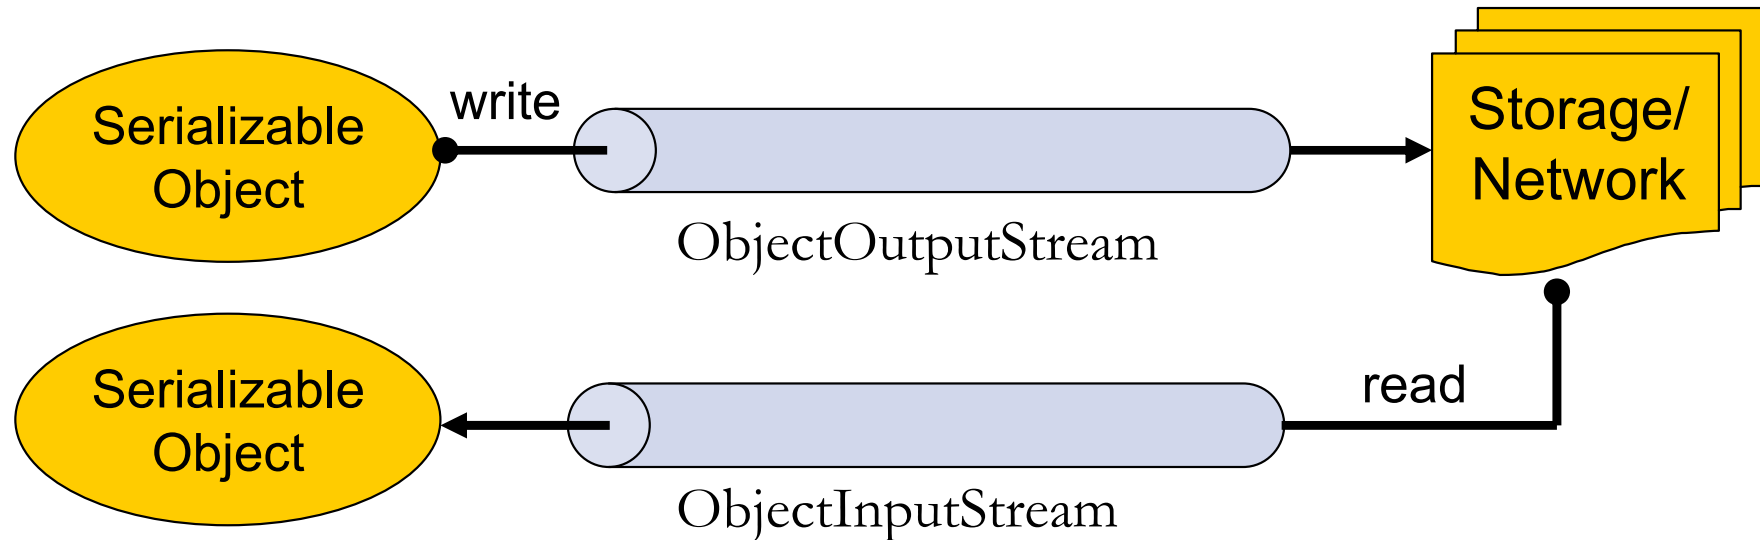 Serializable
Object
write
ObjectOutputStream
Storage/
Network
Serializable
Object
read
ObjectInputStream